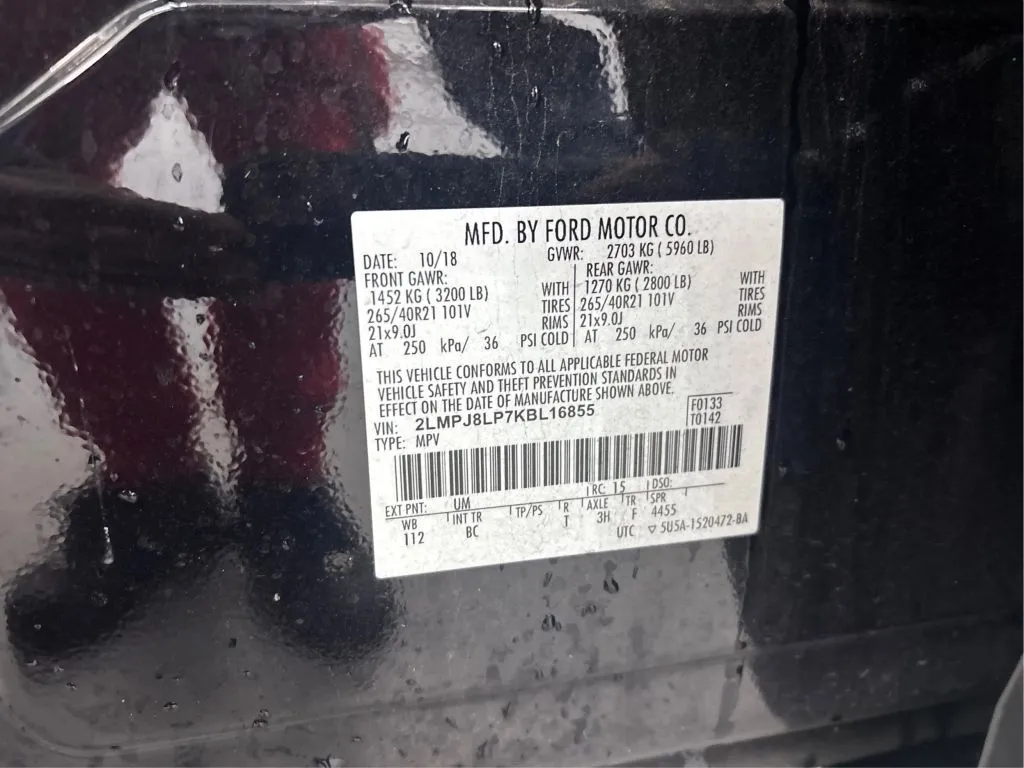 MFD. BY FORD MOTOR CO.
DATE: 10/18 GVWR: 2703 KG ( 5960 LB)
FRONT GAWR: REAR GAWR:
1452 KG ( 3200 LB) WITH 1270 KG ( 2800 LB) WITH
265/40R21 101V TIRES 265/40R21 101V TIRES
21x9.0J RIMS 21x9.0J RIMS
AT 250 kPa/ 36 PSI COLD AT 250 kPa/ 36 PSI COLD
THIS VEHICLE CONFORMS TO ALL APPLICABLE FEDERAL MOTOR
VEHICLE SAFETY AND THEFT PREVENTION STANDARDS IN
EFFECT ON THE DATE OF MANUFACTURE SHOWN ABOVE.
VIN: 2LMPJ8LP7KBL16855 F0133
TYPE: MPV T0142
EXT PNT: UM RC: 15 DSO:
WB INT TR TP/PS R AXLE TR SPR
112 BC T 3H F 4455
UTC ▽ 5U5A-1520472-BA